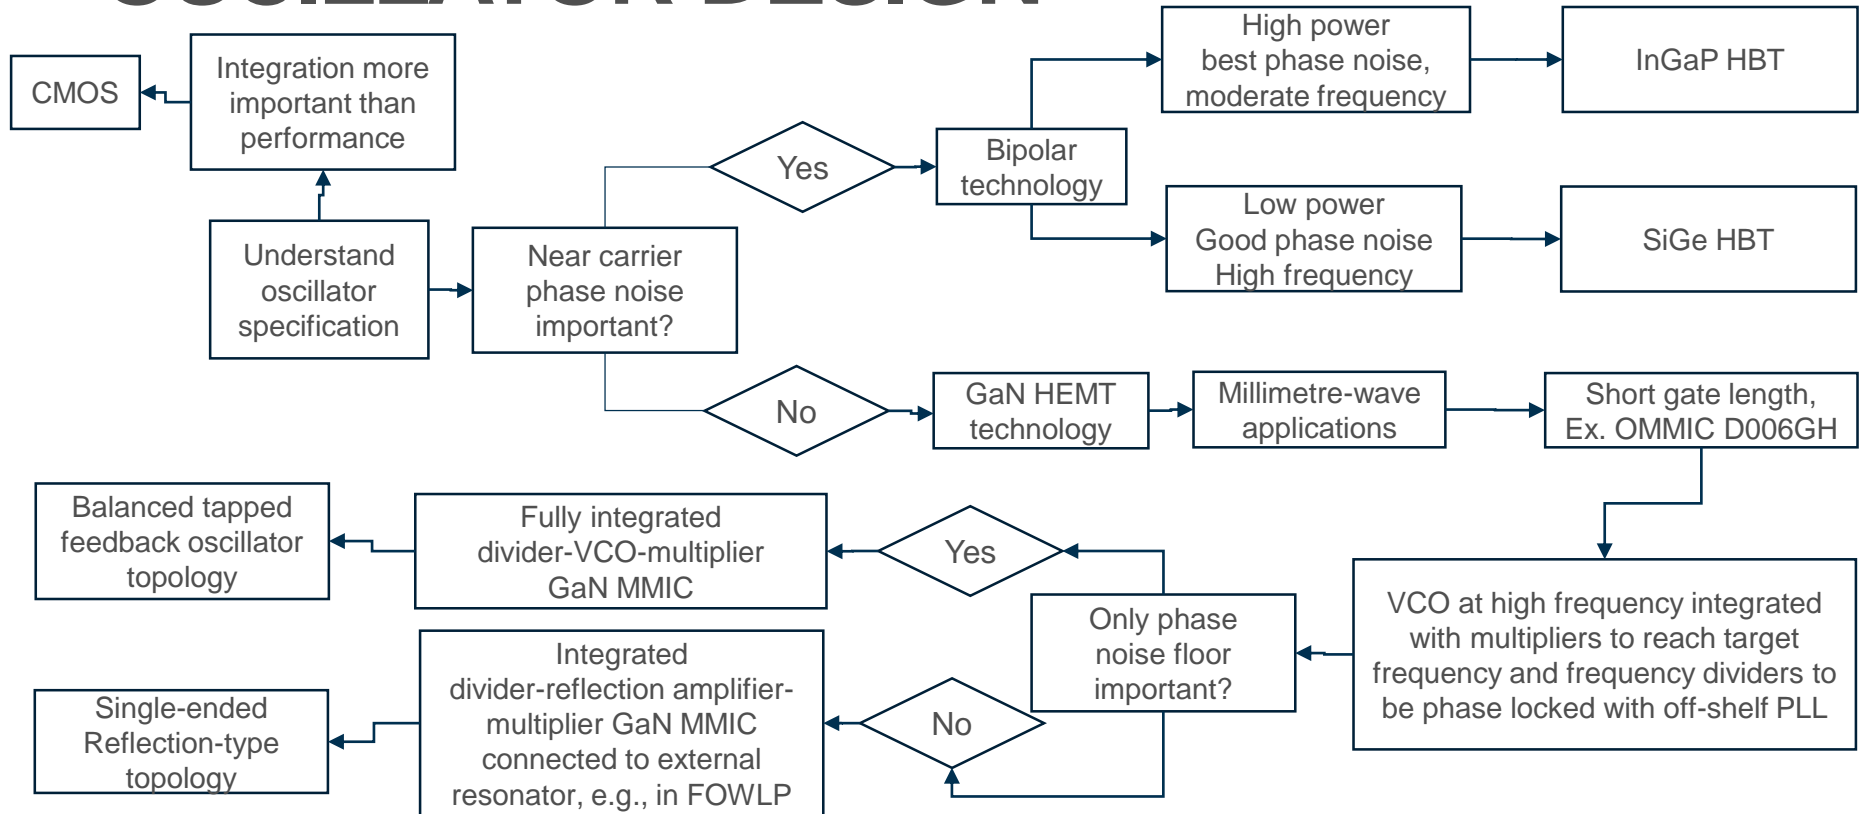 OSCILLATOR DESIGN
CMOS
Integration more
important than
performance
Understand
oscillator
specification
Near carrier
phase noise
important?
Yes
Bipolar
technology
High power
best phase noise,
moderate frequency
InGaP HBT
Low power
Good phase noise
High frequency
SiGe HBT
No
GaN HEMT
technology
Millimetre-wave
applications
Short gate length,
Ex. OMMIC D006GH
VCO at high frequency integrated
with multipliers to reach target
frequency and frequency dividers to
be phase locked with off-shelf PLL
Only phase
noise floor
important?
Yes
Fully integrated
divider-VCO-multiplier
GaN MMIC
Balanced tapped
feedback oscillator
topology
No
Integrated
divider-reflection amplifier-
multiplier GaN MMIC
connected to external
resonator, e.g., in FOWLP
Single-ended
Reflection-type
topology